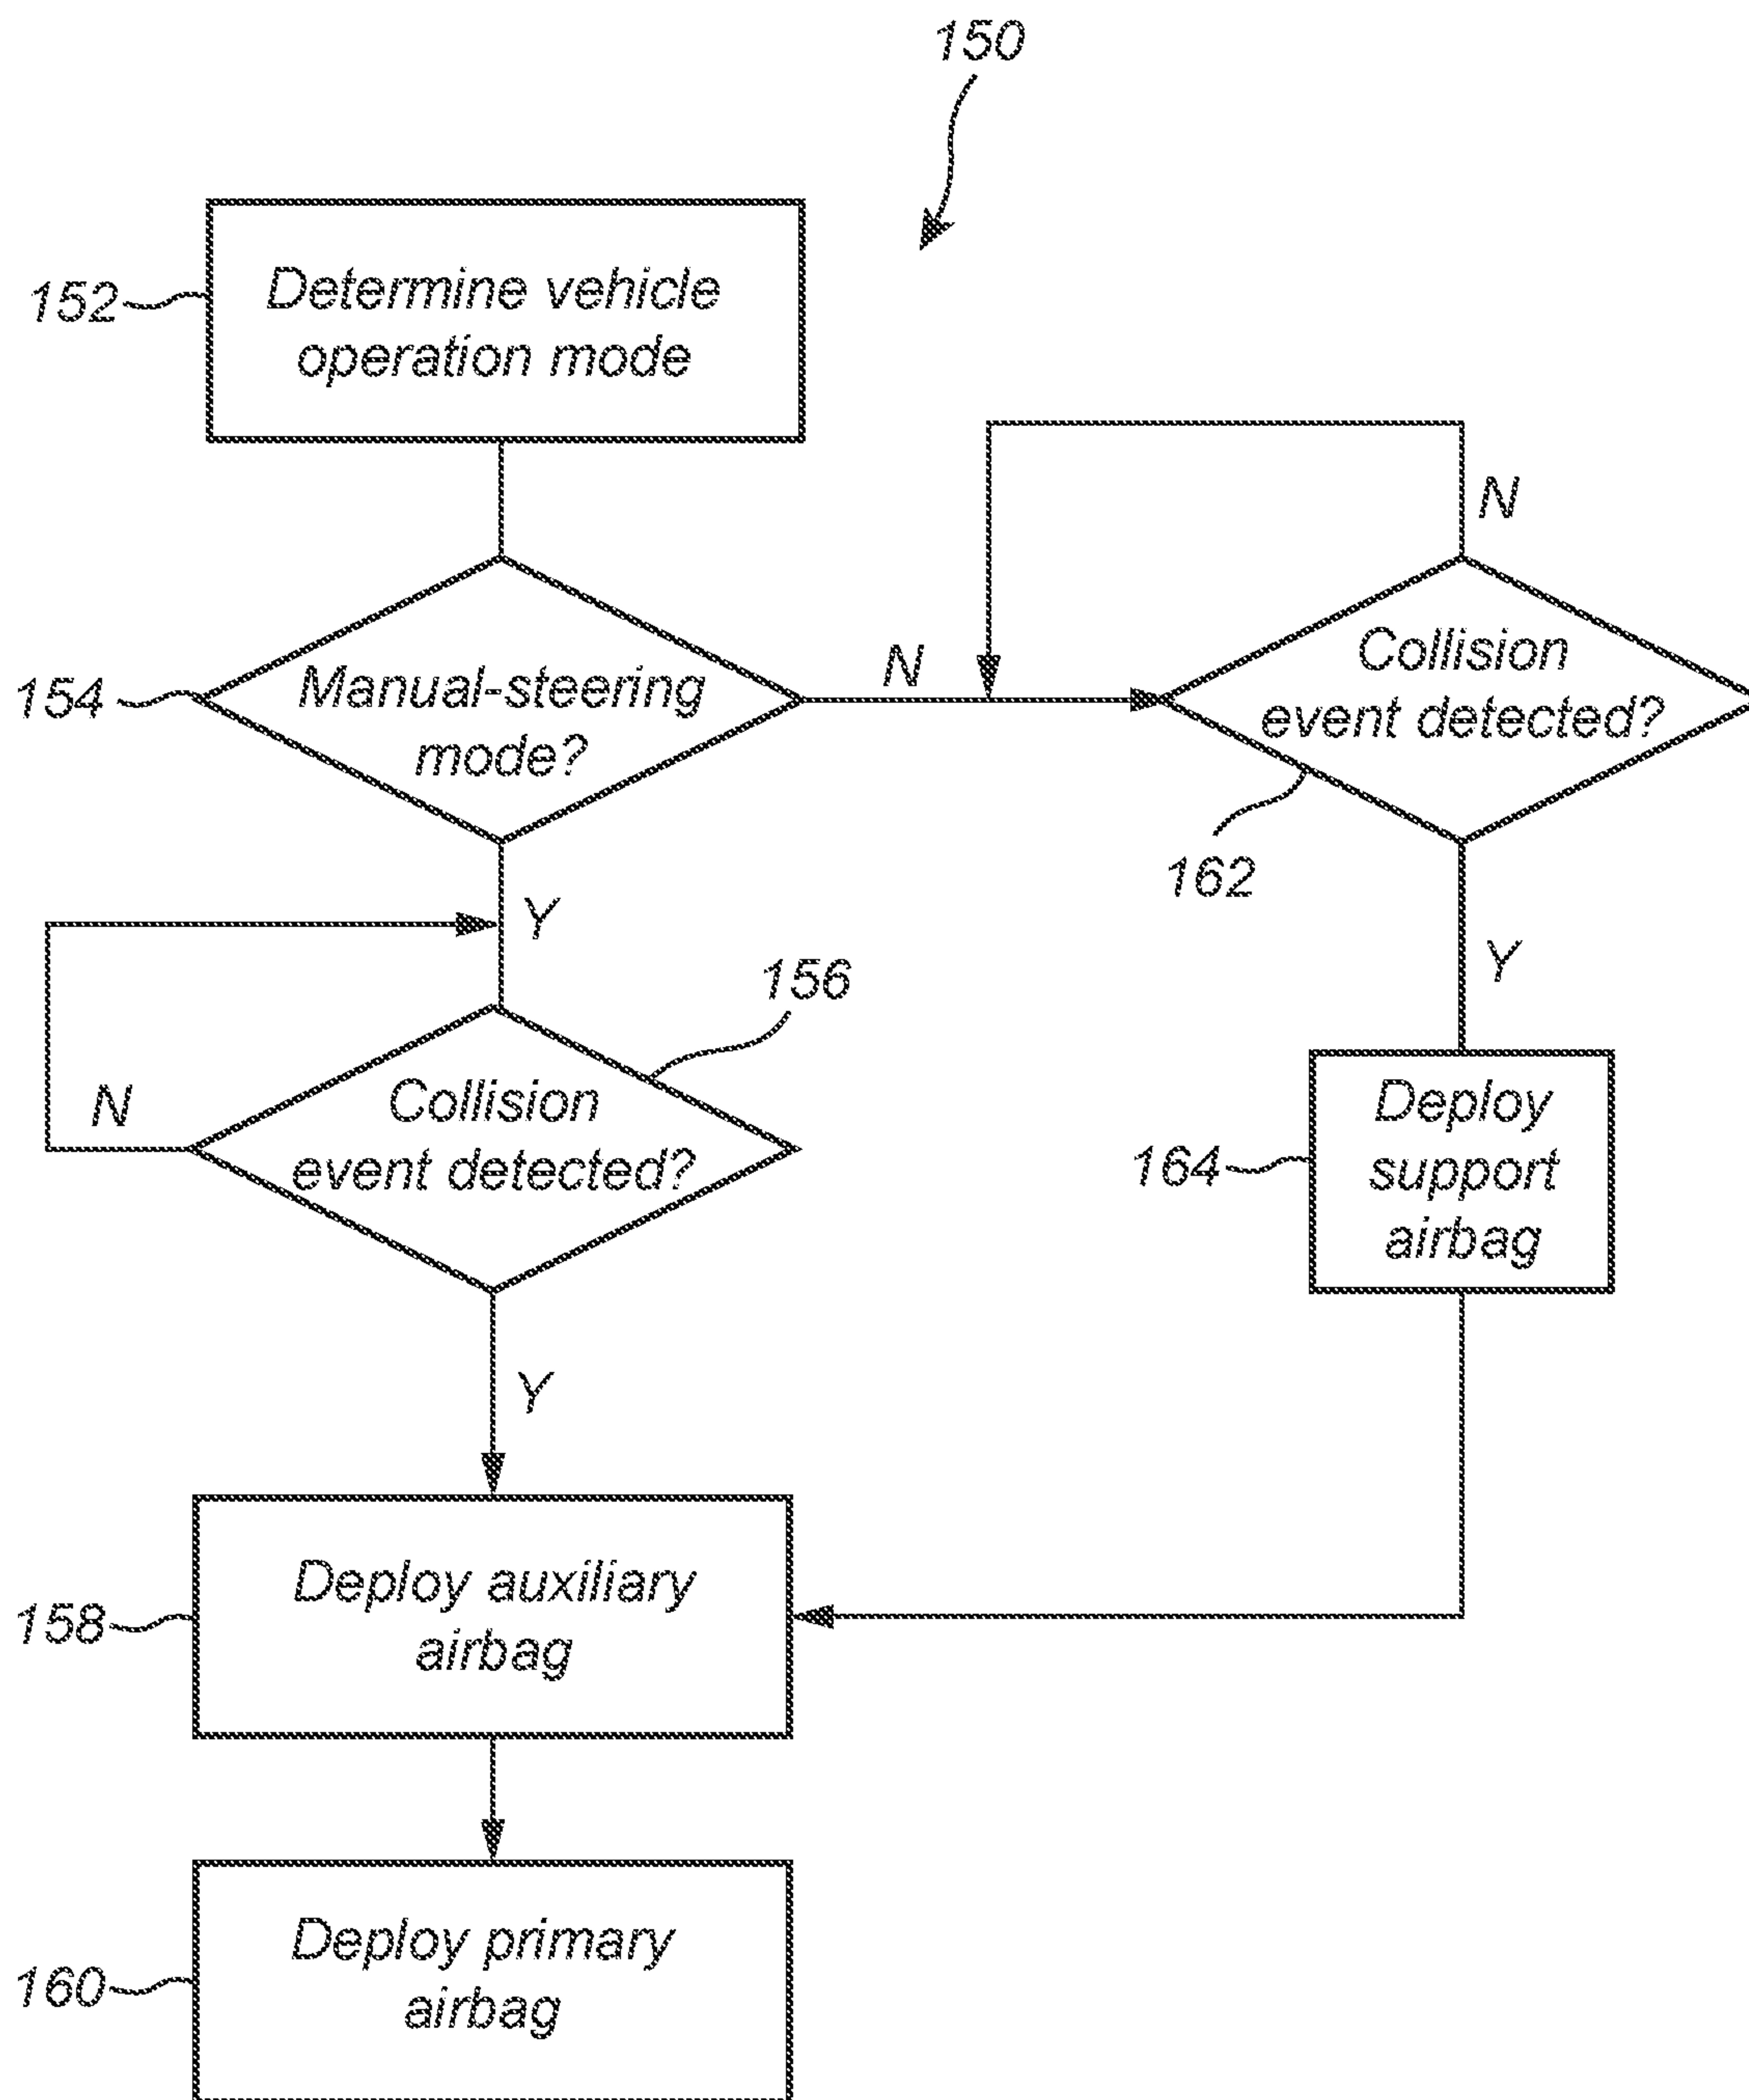 150
152
Determine vehicle
operation mode
N
154
Manual-steering
mode?
N
Collision
event detected?
162
Y
Y
156
N
Collision
event detected?
Deploy
support
airbag
164
Y
158
Deploy auxiliary
airbag
160
Deploy primary
airbag